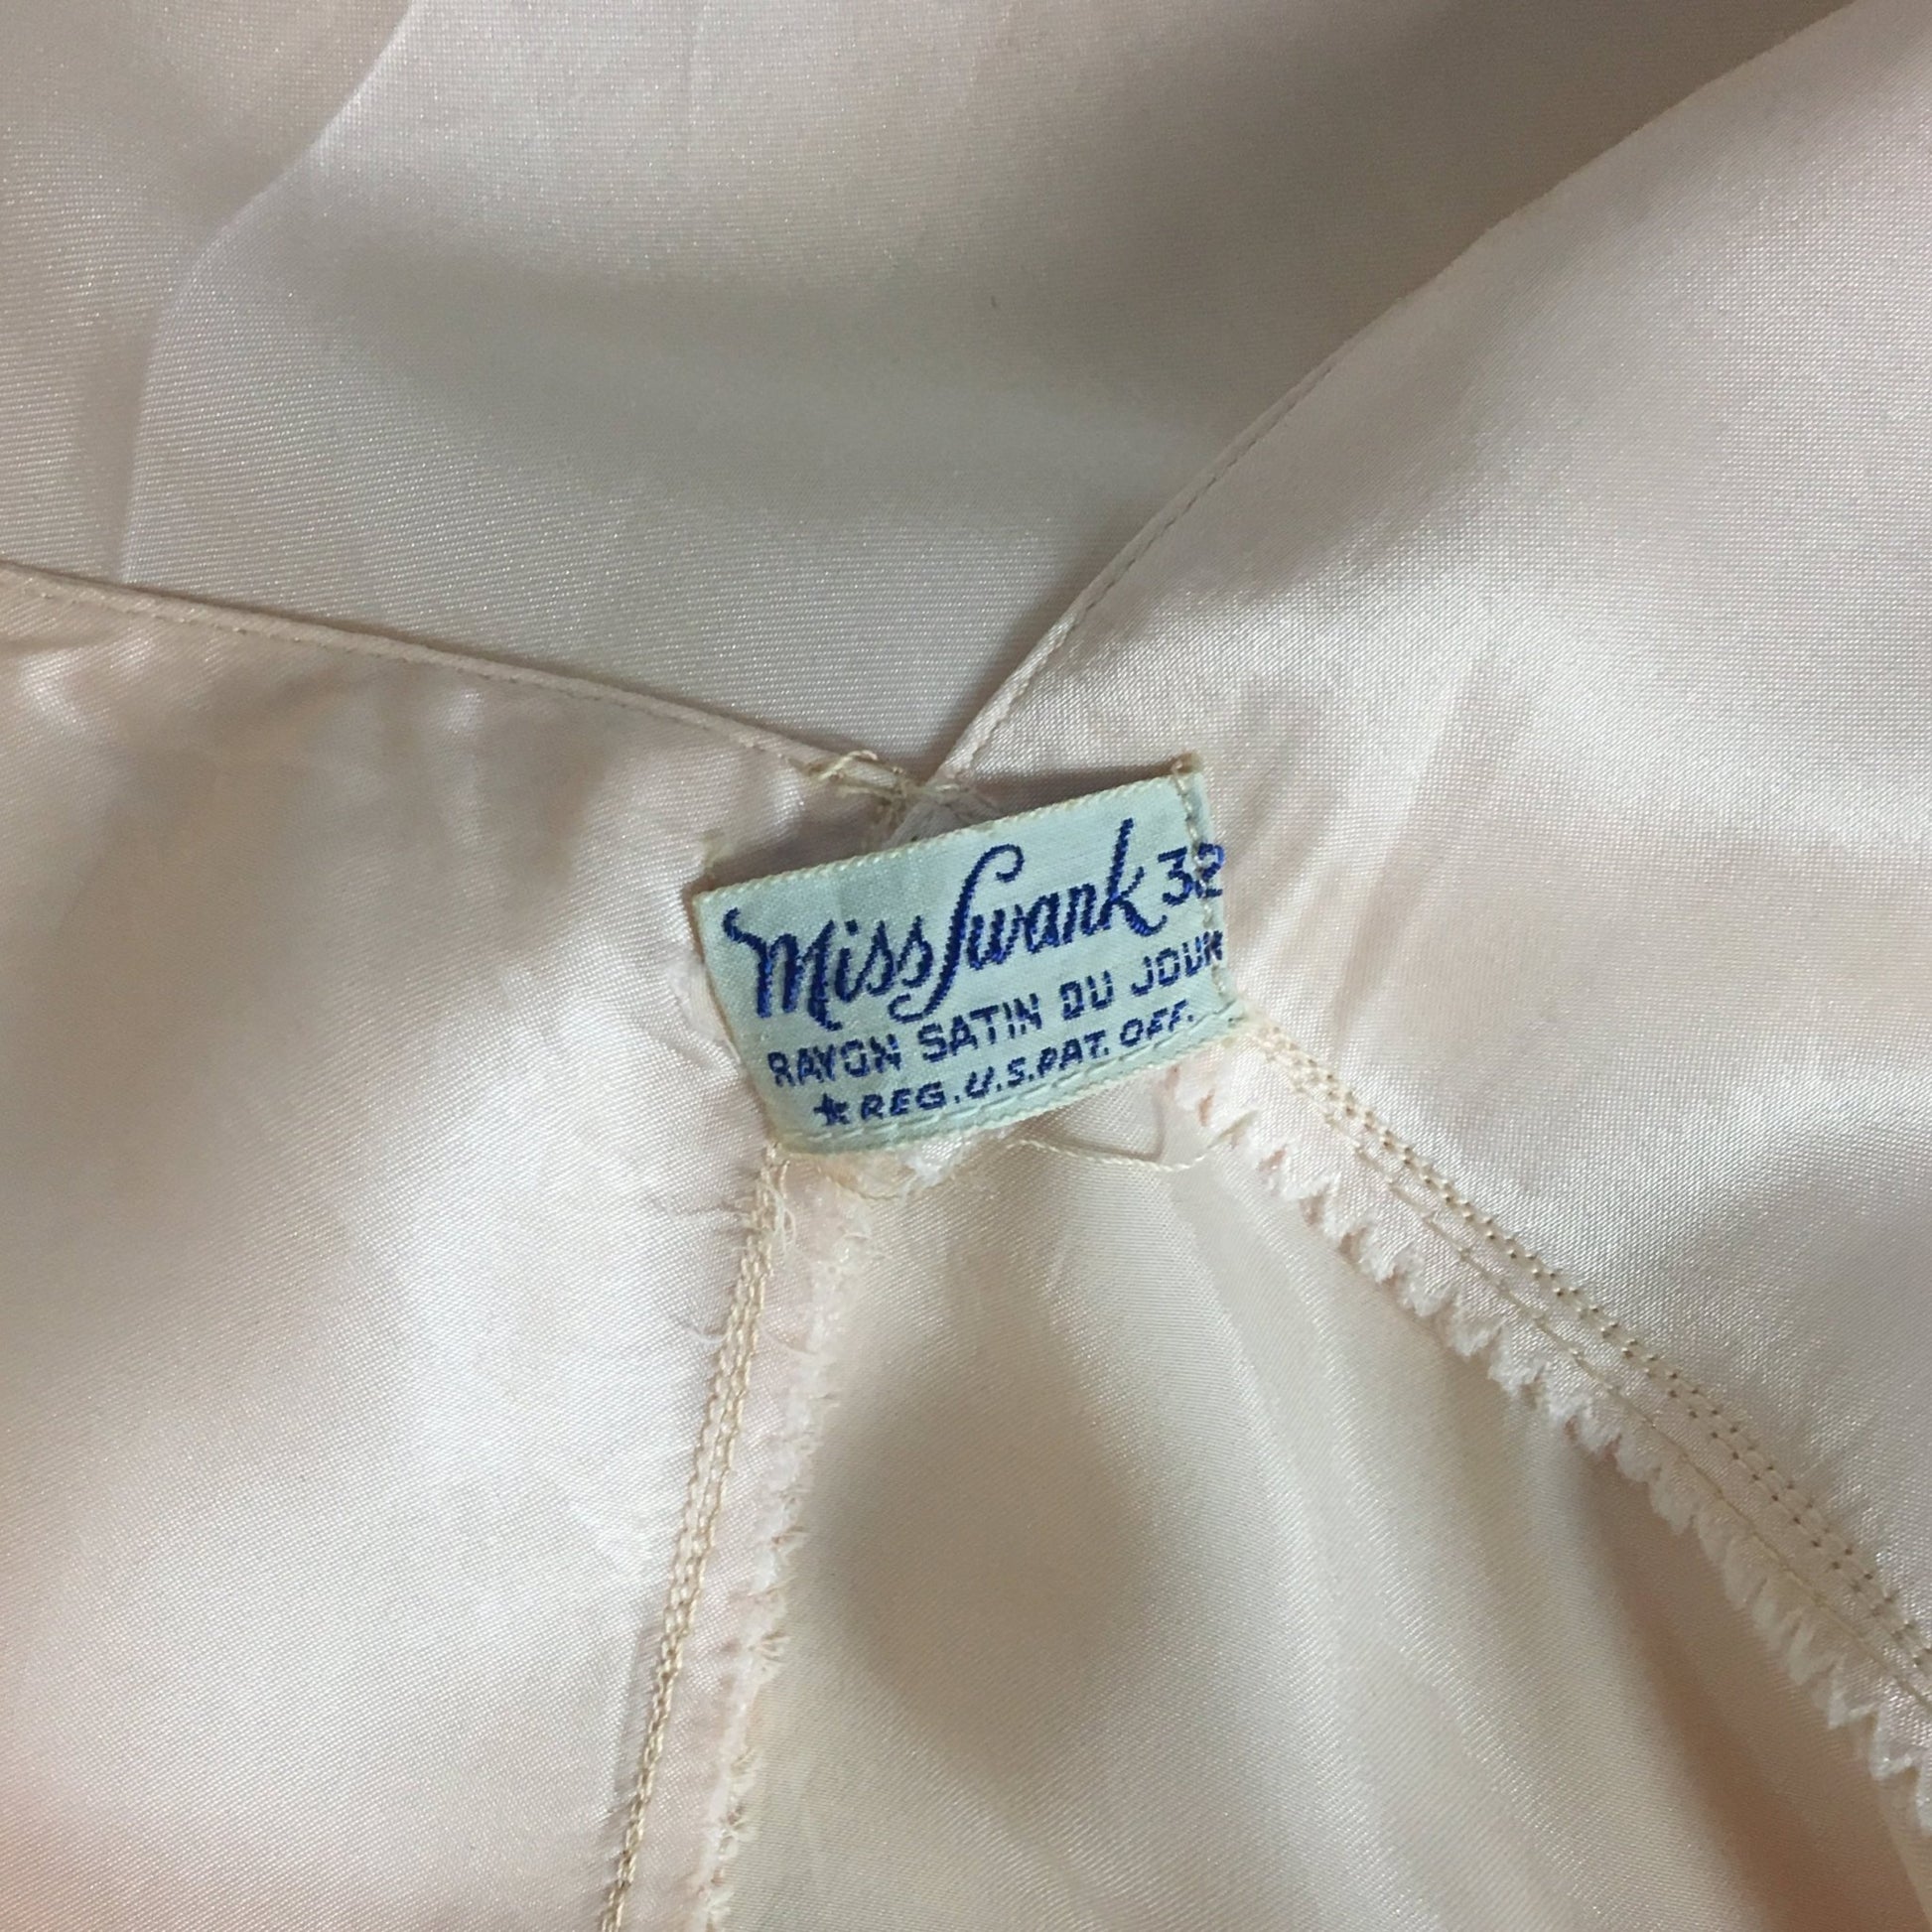 Miss Swank 32
RAYON SATIN DU JOUR
★ REG. U.S. PAT. OFF.